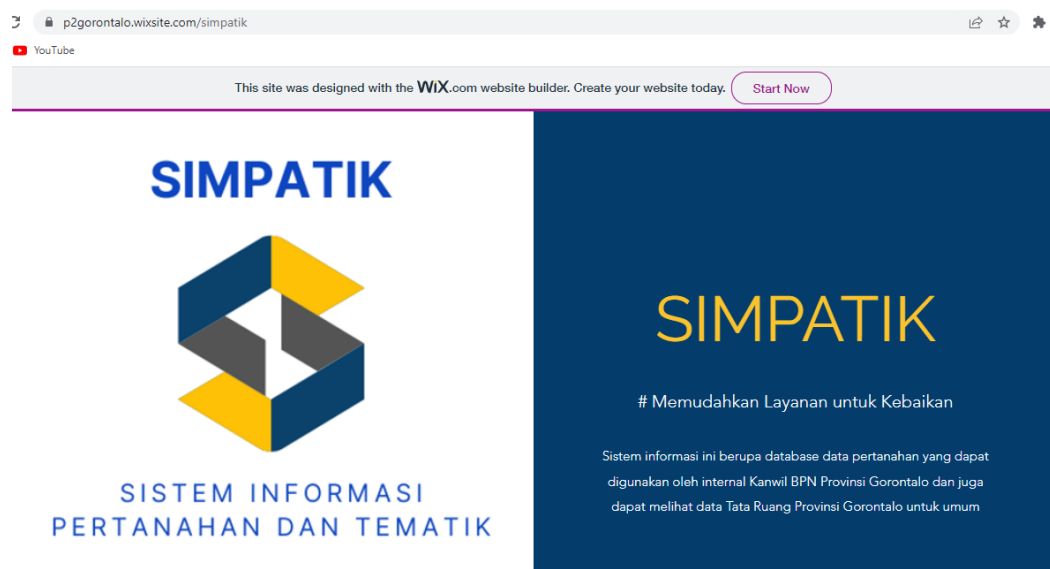 p2gorontalo.wixsite.com/simpatik
YouTube
This site was designed with the WiX.com website builder. Create your website today. Start Now
SIMPATIK
SISTEM INFORMASI
PERTANAHAN DAN TEMATIK
SIMPATIK
# Memudahkan Layanan untuk Kebaikan
Sistem informasi ini berupa database data pertanahan yang dapat
digunakan oleh internal Kanwil BPN Provinsi Gorontalo dan juga
dapat melihat data Tata Ruang Provinsi Gorontalo untuk umum